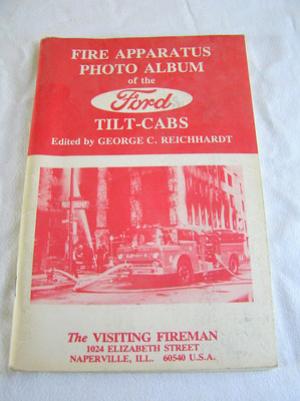 FIRE APPARATUS
PHOTO ALBUM
of the
Ford
TILT-CABS
Edited by GEORGE C. REICHHARDT
The VISITING FIREMAN
1024 ELIZABETH STREET
NAPERVILLE, ILL. 60540 U.S.A.